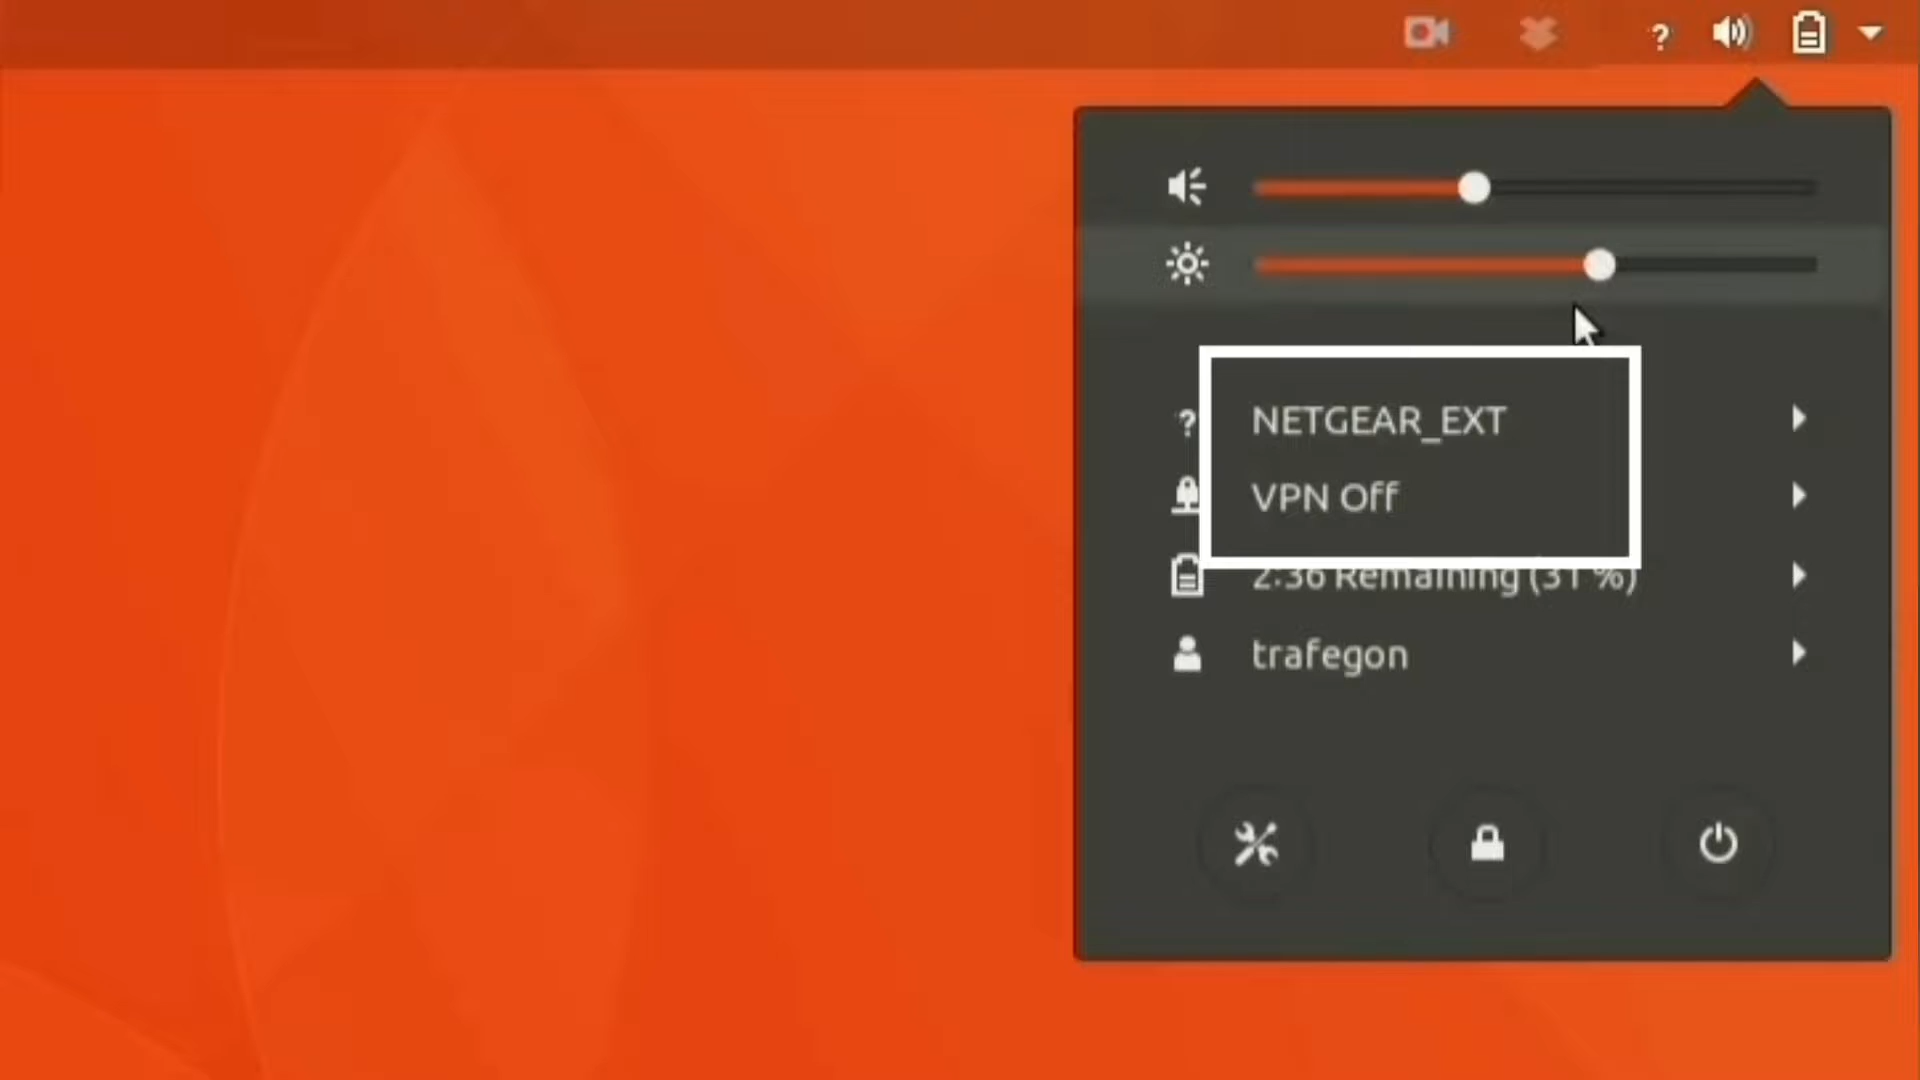 ?
NETGEAR_EXT
VPN Off
2:36 Remaining (31 %)
trafegon